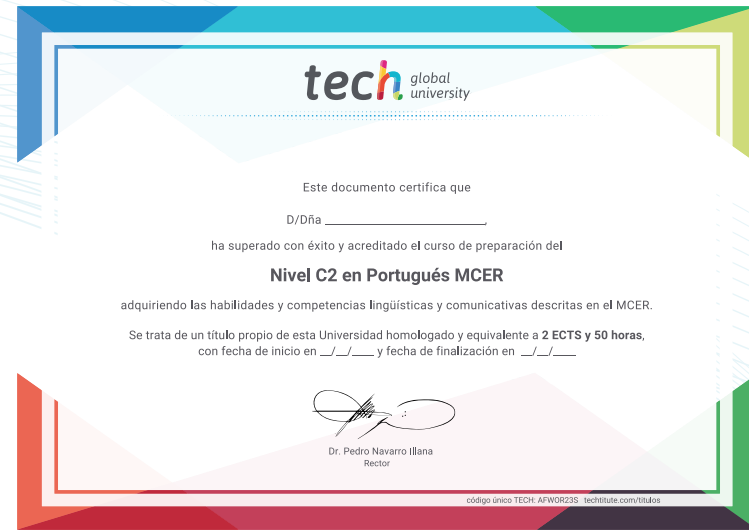 tech global university
Este documento certifica que
D/Dña ____________________,
ha superado con éxito y acreditado el curso de preparación del
Nivel C2 en Portugués MCER
adquiriendo las habilidades y competencias lingüísticas y comunicativas descritas en el MCER.
Se trata de un título propio de esta Universidad homologado y equivalente a 2 ECTS y 50 horas,
con fecha de inicio en __/__/____ y fecha de finalización en __/__/____
Dr. Pedro Navarro Illana
Rector
código único TECH: AFWOR23S techtitute.com/titulos